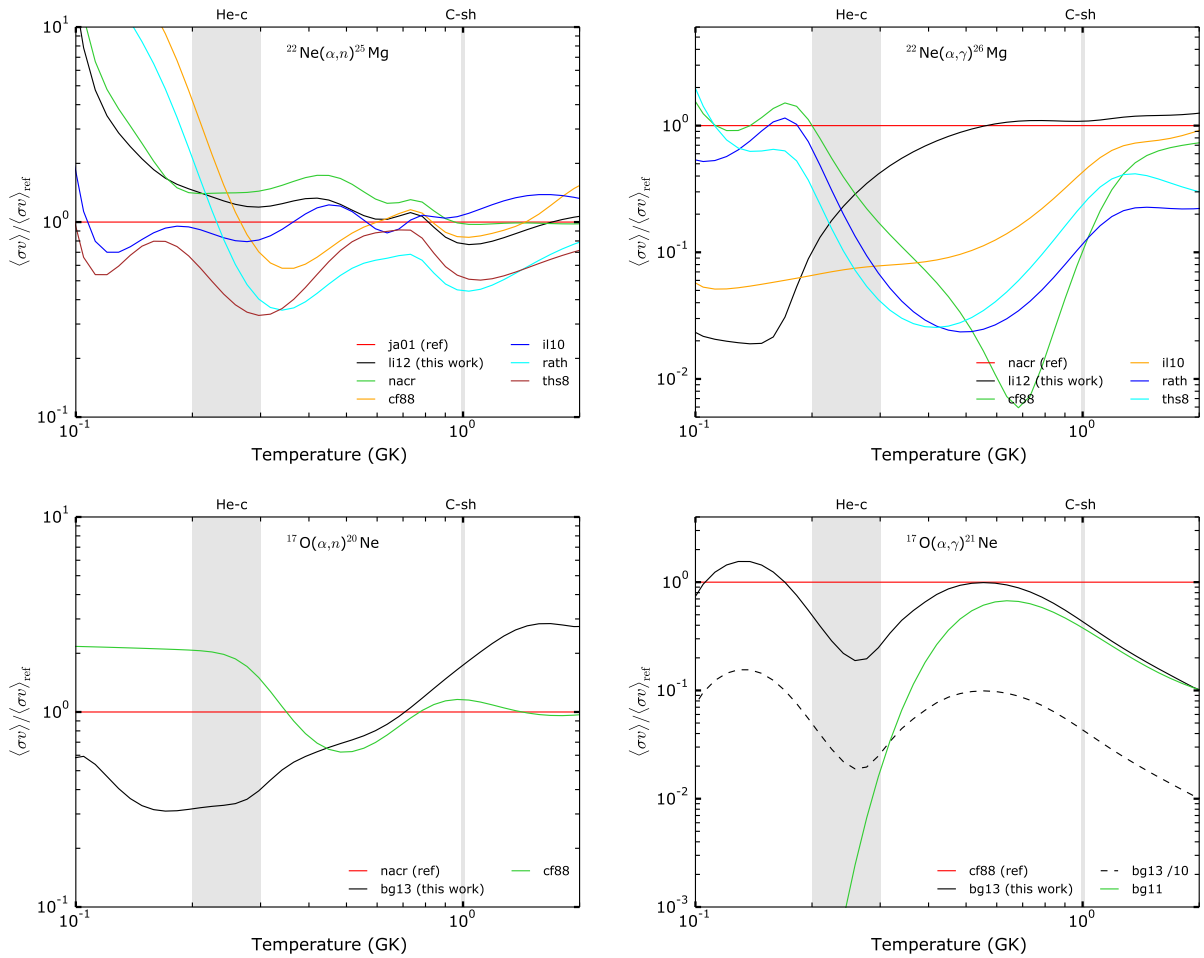 He-c C-sh
²²Ne(α,n)²⁵Mg
10¹
10⁰
10⁻¹
⟨σv⟩/⟨σv⟩ref
ja01 (ref)
li12 (this work)
nacr
cf88
il10
rath
ths8
10⁻¹ 10⁰
Temperature (GK)
He-c C-sh
²²Ne(α,γ)²⁶Mg
10⁰
10⁻¹
10⁻²
⟨σv⟩/⟨σv⟩ref
nacr (ref)
li12 (this work)
cf88
il10
rath
ths8
10⁻¹ 10⁰
Temperature (GK)
He-c C-sh
¹⁷O(α,n)²⁰Ne
10¹
10⁰
10⁻¹
⟨σv⟩/⟨σv⟩ref
nacr (ref)
bg13 (this work)
cf88
10⁻¹ 10⁰
Temperature (GK)
He-c C-sh
¹⁷O(α,γ)²¹Ne
10⁰
10⁻¹
10⁻²
10⁻³
⟨σv⟩/⟨σv⟩ref
cf88 (ref)
bg13 (this work)
bg13 /10
bg11
10⁻¹ 10⁰
Temperature (GK)